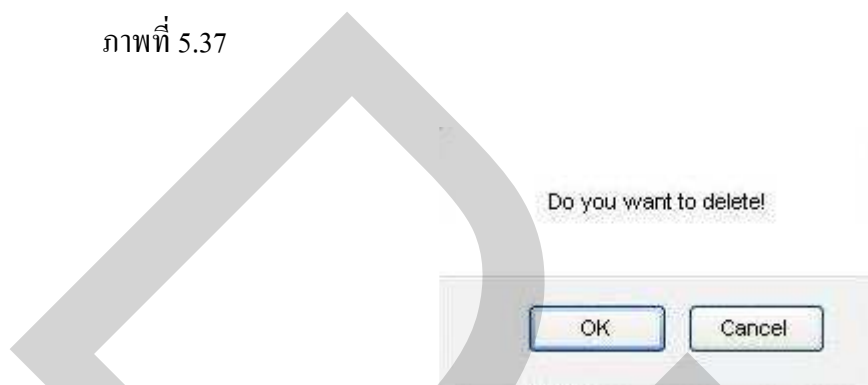 ภาพที่ 5.37
Do you want to delete!
OK
Cancel